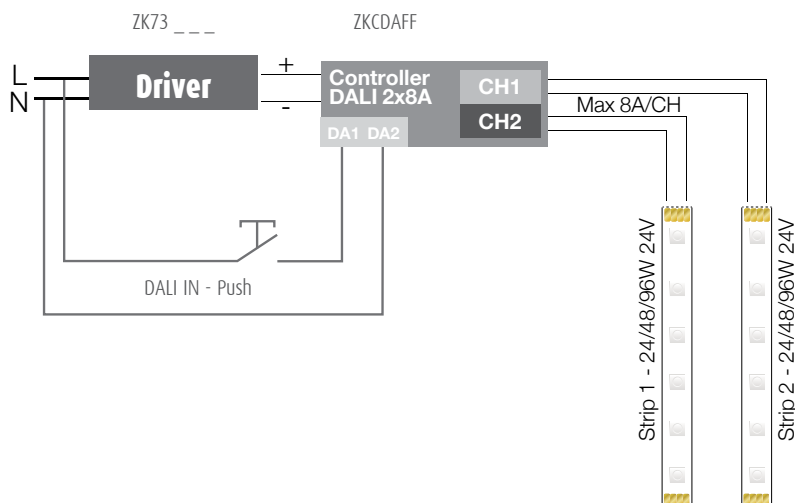 ZK73 _ _ _
ZKCDAFF
L
N
Driver
+
-
Controller
DALI 2x8A
CH1
CH2
DA1 DA2
Max 8A/CH
DALI IN - Push
Strip 1 - 24/48/96W 24V
Strip 2 - 24/48/96W 24V